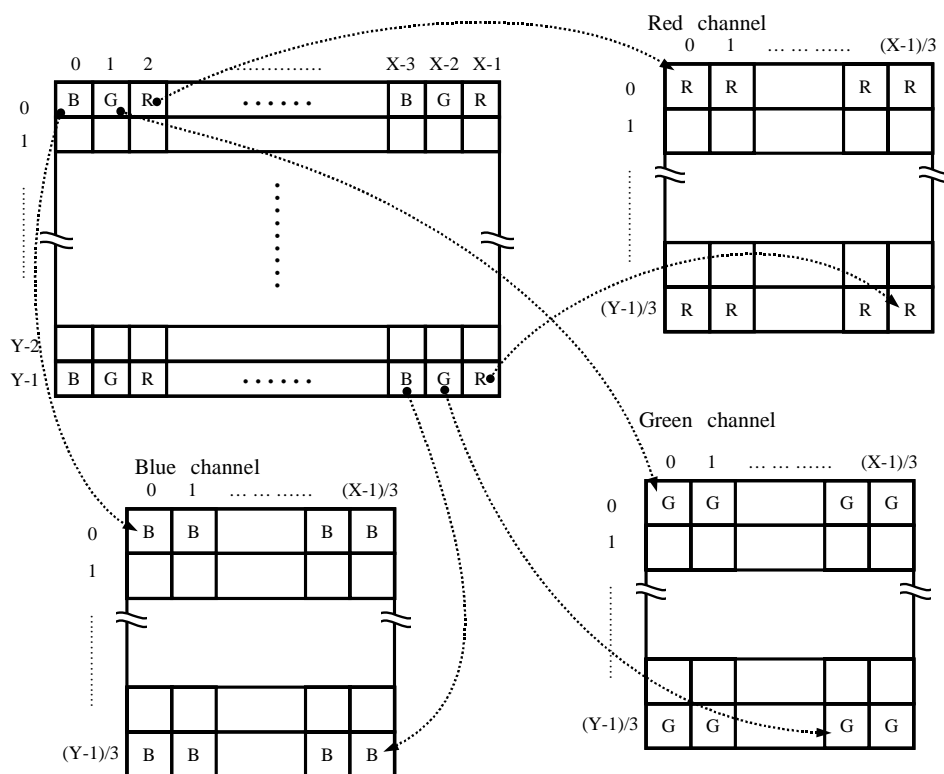 Red channel
0 1 … … …… (X-1)/3
0 R R R R
1
(Y-1)/3 R R R R
0 1 2 …………… X-3 X-2 X-1
0 B G R •••••• B G R
1
Y-2
Y-1 B G R •••••• B G R
Green channel
0 1 … … …… (X-1)/3
0 G G G G
1
(Y-1)/3 G G G G
Blue channel
0 1 … … …… (X-1)/3
0 B B B B
1
(Y-1)/3 B B B B